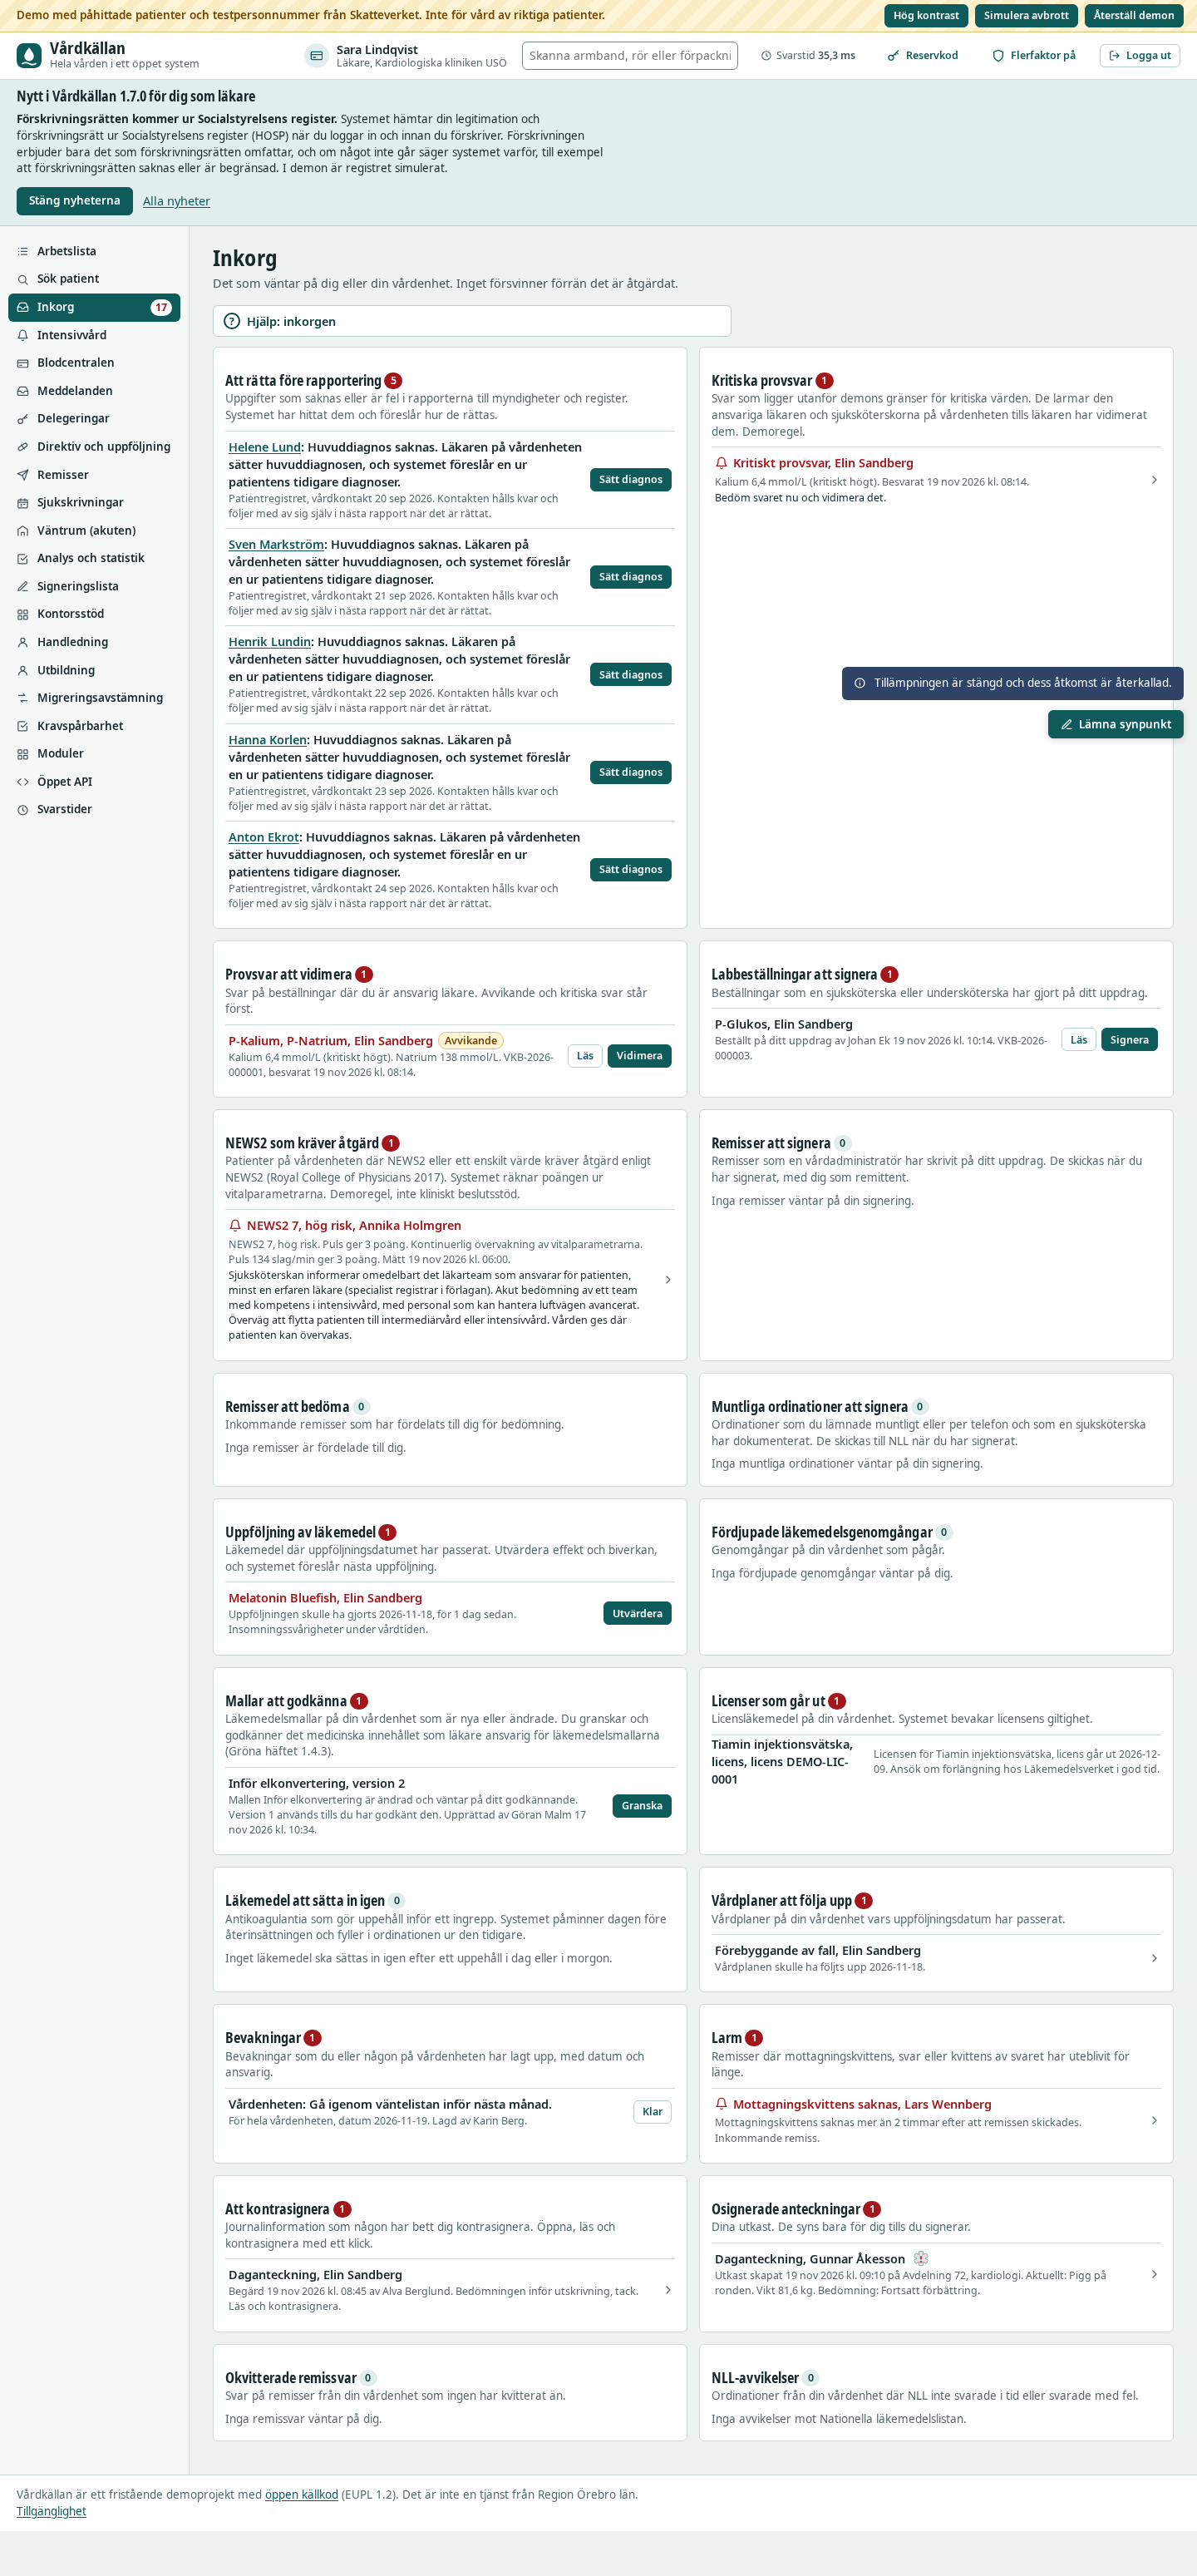 Demo med påhittade patienter och testpersonnummer från Skatteverket. Inte för vård av riktiga patienter.
Hög kontrast
Simulera avbrott
Återställ demon
Vårdkällan
Hela vården i ett öppet system
Sara Lindqvist
Läkare, Kardiologiska kliniken USÖ
Skanna armband, rör eller förpackni
Svarstid 35,3 ms
Reservkod
Flerfaktor på
Logga ut
Nytt i Vårdkällan 1.7.0 för dig som läkare
Förskrivningsrätten kommer ur Socialstyrelsens register. Systemet hämtar din legitimation och
förskrivningsrätt ur Socialstyrelsens register (HOSP) när du loggar in och innan du förskriver. Förskrivningen
erbjuder bara det som förskrivningsrätten omfattar, och om något inte går säger systemet varför, till exempel
att förskrivningsrätten saknas eller är begränsad. I demon är registret simulerat.
Stäng nyheterna
Alla nyheter
Arbetslista
Sök patient
Inkorg
17
Intensivvård
Blodcentralen
Meddelanden
Delegeringar
Direktiv och uppföljning
Remisser
Sjukskrivningar
Väntrum (akuten)
Analys och statistik
Signeringslista
Kontorsstöd
Handledning
Utbildning
Migreringsavstämning
Kravspårbarhet
Moduler
Öppet API
Svarstider
Inkorg
Det som väntar på dig eller din vårdenhet. Inget försvinner förrän det är åtgärdat.
? Hjälp: inkorgen
Att rätta före rapportering 5
Uppgifter som saknas eller är fel i rapporterna till myndigheter och register.
Systemet har hittat dem och föreslår hur de rättas.
Helene Lund: Huvuddiagnos saknas. Läkaren på vårdenheten
sätter huvuddiagnosen, och systemet föreslår en ur
patientens tidigare diagnoser.
Patientregistret, vårdkontakt 20 sep 2026. Kontakten hålls kvar och
följer med av sig själv i nästa rapport när det är rättat.
Sätt diagnos
Sven Markström: Huvuddiagnos saknas. Läkaren på
vårdenheten sätter huvuddiagnosen, och systemet föreslår
en ur patientens tidigare diagnoser.
Patientregistret, vårdkontakt 21 sep 2026. Kontakten hålls kvar och
följer med av sig själv i nästa rapport när det är rättat.
Sätt diagnos
Henrik Lundin: Huvuddiagnos saknas. Läkaren på
vårdenheten sätter huvuddiagnosen, och systemet föreslår
en ur patientens tidigare diagnoser.
Patientregistret, vårdkontakt 22 sep 2026. Kontakten hålls kvar och
följer med av sig själv i nästa rapport när det är rättat.
Sätt diagnos
Hanna Korlen: Huvuddiagnos saknas. Läkaren på
vårdenheten sätter huvuddiagnosen, och systemet föreslår
en ur patientens tidigare diagnoser.
Patientregistret, vårdkontakt 23 sep 2026. Kontakten hålls kvar och
följer med av sig själv i nästa rapport när det är rättat.
Sätt diagnos
Anton Ekrot: Huvuddiagnos saknas. Läkaren på vårdenheten
sätter huvuddiagnosen, och systemet föreslår en ur
patientens tidigare diagnoser.
Patientregistret, vårdkontakt 24 sep 2026. Kontakten hålls kvar och
följer med av sig själv i nästa rapport när det är rättat.
Sätt diagnos
Kritiska provsvar 1
Svar som ligger utanför demons gränser för kritiska värden. De larmar den
ansvariga läkaren och sjuksköterskorna på vårdenheten tills läkaren har vidimerat
dem. Demoregel.
Kritiskt provsvar, Elin Sandberg
Kalium 6,4 mmol/L (kritiskt högt). Besvarat 19 nov 2026 kl. 08:14.
Bedöm svaret nu och vidimera det.
Tillämpningen är stängd och dess åtkomst är återkallad.
Lämna synpunkt
Provsvar att vidimera 1
Svar på beställningar där du är ansvarig läkare. Avvikande och kritiska svar står
först.
P-Kalium, P-Natrium, Elin Sandberg Avvikande
Kalium 6,4 mmol/L (kritiskt högt). Natrium 138 mmol/L. VKB-2026-
000001, besvarat 19 nov 2026 kl. 08:14.
Läs
Vidimera
Labbeställningar att signera 1
Beställningar som en sjuksköterska eller undersköterska har gjort på ditt uppdrag.
P-Glukos, Elin Sandberg
Beställt på ditt uppdrag av Johan Ek 19 nov 2026 kl. 10:14. VKB-2026-
000003.
Läs
Signera
NEWS2 som kräver åtgärd 1
Patienter på vårdenheten där NEWS2 eller ett enskilt värde kräver åtgärd enligt
NEWS2 (Royal College of Physicians 2017). Systemet räknar poängen ur
vitalparametrarna. Demoregel, inte kliniskt beslutsstöd.
NEWS2 7, hög risk, Annika Holmgren
NEWS2 7, hög risk. Puls ger 3 poäng. Kontinuerlig övervakning av vitalparametrarna.
Puls 134 slag/min ger 3 poäng. Mätt 19 nov 2026 kl. 06:00.
Sjuksköterskan informerar omedelbart det läkarteam som ansvarar för patienten,
minst en erfaren läkare (specialist registrar i förlagan). Akut bedömning av ett team
med kompetens i intensivvård, med personal som kan hantera luftvägen avancerat.
Överväg att flytta patienten till intermediärvård eller intensivvård. Vården ges där
patienten kan övervakas.
Remisser att signera 0
Remisser som en vårdadministratör har skrivit på ditt uppdrag. De skickas när du
har signerat, med dig som remittent.
Inga remisser väntar på din signering.
Remisser att bedöma 0
Inkommande remisser som har fördelats till dig för bedömning.
Inga remisser är fördelade till dig.
Muntliga ordinationer att signera 0
Ordinationer som du lämnade muntligt eller per telefon och som en sjuksköterska
har dokumenterat. De skickas till NLL när du har signerat.
Inga muntliga ordinationer väntar på din signering.
Uppföljning av läkemedel 1
Läkemedel där uppföljningsdatumet har passerat. Utvärdera effekt och biverkan,
och systemet föreslår nästa uppföljning.
Melatonin Bluefish, Elin Sandberg
Uppföljningen skulle ha gjorts 2026-11-18, för 1 dag sedan.
Insomningssvårigheter under vårdtiden.
Utvärdera
Fördjupade läkemedelsgenomgångar 0
Genomgångar på din vårdenhet som pågår.
Inga fördjupade genomgångar väntar på dig.
Mallar att godkänna 1
Läkemedelsmallar på din vårdenhet som är nya eller ändrade. Du granskar och
godkänner det medicinska innehållet som läkare ansvarig för läkemedelsmallarna
(Gröna häftet 1.4.3).
Inför elkonvertering, version 2
Mallen Inför elkonvertering är ändrad och väntar på ditt godkännande.
Version 1 används tills du har godkänt den. Upprättad av Göran Malm 17
nov 2026 kl. 10:34.
Granska
Licenser som går ut 1
Licensläkemedel på din vårdenhet. Systemet bevakar licensens giltighet.
Tiamin injektionsvätska,
licens, licens DEMO-LIC-
0001
Licensen för Tiamin injektionsvätska, licens går ut 2026-12-
09. Ansök om förlängning hos Läkemedelsverket i god tid.
Läkemedel att sätta in igen 0
Antikoagulantia som gör uppehåll inför ett ingrepp. Systemet påminner dagen före
återinsättningen och fyller i ordinationen ur den tidigare.
Inget läkemedel ska sättas in igen efter ett uppehåll i dag eller i morgon.
Vårdplaner att följa upp 1
Vårdplaner på din vårdenhet vars uppföljningsdatum har passerat.
Förebyggande av fall, Elin Sandberg
Vårdplanen skulle ha följts upp 2026-11-18.
Bevakningar 1
Bevakningar som du eller någon på vårdenheten har lagt upp, med datum och
ansvarig.
Vårdenheten: Gå igenom väntelistan inför nästa månad.
För hela vårdenheten, datum 2026-11-19. Lagd av Karin Berg.
Klar
Larm 1
Remisser där mottagningskvittens, svar eller kvittens av svaret har uteblivit för
länge.
Mottagningskvittens saknas, Lars Wennberg
Mottagningskvittens saknas mer än 2 timmar efter att remissen skickades.
Inkommande remiss.
Att kontrasignera 1
Journalinformation som någon har bett dig kontrasignera. Öppna, läs och
kontrasignera med ett klick.
Daganteckning, Elin Sandberg
Begärd 19 nov 2026 kl. 08:45 av Alva Berglund. Bedömningen inför utskrivning, tack.
Läs och kontrasignera.
Osignerade anteckningar 1
Dina utkast. De syns bara för dig tills du signerar.
Daganteckning, Gunnar Åkesson
Utkast skapat 19 nov 2026 kl. 09:10 på Avdelning 72, kardiologi. Aktuellt: Pigg på
ronden. Vikt 81,6 kg. Bedömning: Fortsatt förbättring.
Okvitterade remissvar 0
Svar på remisser från din vårdenhet som ingen har kvitterat än.
Inga remissvar väntar på dig.
NLL-avvikelser 0
Ordinationer från din vårdenhet där NLL inte svarade i tid eller svarade med fel.
Inga avvikelser mot Nationella läkemedelslistan.
Vårdkällan är ett fristående demoprojekt med öppen källkod (EUPL 1.2). Det är inte en tjänst från Region Örebro län.
Tillgänglighet